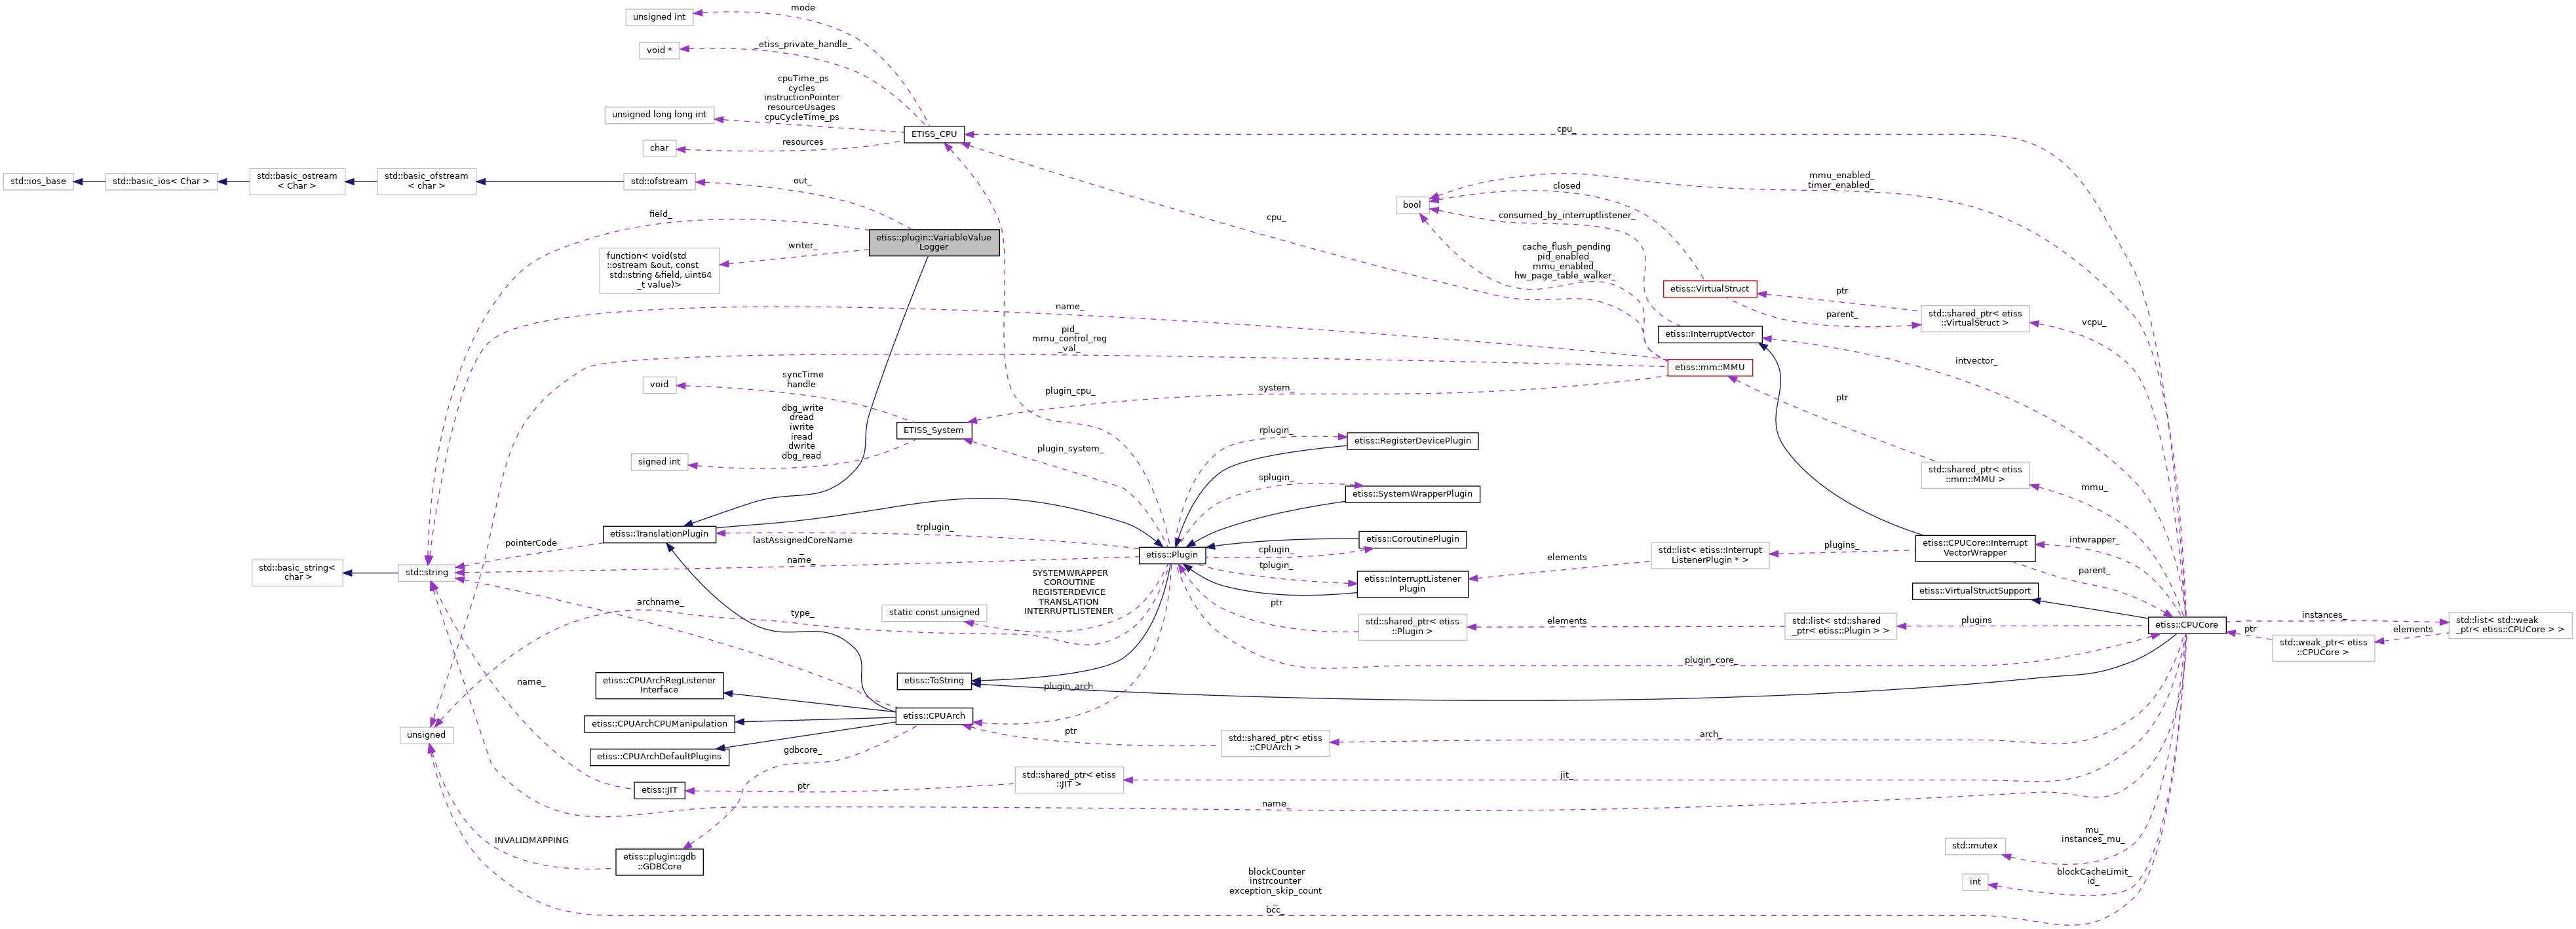 unsigned int
mode
void *
_etiss_private_handle_
unsigned long long int
cpuTime_ps
cycles
instructionPointer
resourceUsages
cpuCycleTime_ps
char
resources
ETISS_CPU
cpu_
std::ios_base
std::basic_ios< Char >
std::basic_ostream
< Char >
std::basic_ofstream
< char >
std::ofstream
out_
field_
etiss::plugin::VariableValue
Logger
function< void(std
::ostream &out, const
std::string &field, uint64
_t value)>
writer_
bool
closed
mmu_enabled_
timer_enabled_
consumed_by_interruptlistener_
cpu_
cache_flush_pending
pid_enabled_
mmu_enabled_
hw_page_table_walker_
etiss::VirtualStruct
ptr
parent_
std::shared_ptr< etiss
::VirtualStruct >
vcpu_
name_
pid_
mmu_control_reg
_val_
etiss::InterruptVector
intvector_
etiss::mm::MMU
void
syncTime
handle
plugin_cpu_
system_
ptr
dbg_write
dread
iwrite
iread
dwrite
dbg_read
ETISS_System
signed int
plugin_system_
rplugin_
etiss::RegisterDevicePlugin
std::shared_ptr< etiss
::mm::MMU >
mmu_
splugin_
etiss::SystemWrapperPlugin
etiss::TranslationPlugin
trplugin_
pointerCode
lastAssignedCoreName
_
name_
etiss::Plugin
etiss::CoroutinePlugin
cplugin_
tplugin_
elements
std::list< etiss::Interrupt
ListenerPlugin * >
plugins_
etiss::CPUCore::Interrupt
VectorWrapper
intwrapper_
parent_
std::basic_string<
char >
std::string
etiss::InterruptListener
Plugin
SYSTEMWRAPPER
COROUTINE
REGISTERDEVICE
TRANSLATION
INTERRUPTLISTENER
ptr
etiss::VirtualStructSupport
archname_
type_
static const unsigned
std::shared_ptr< etiss
::Plugin >
elements
std::list< std::shared
_ptr< etiss::Plugin > >
plugins
etiss::CPUCore
instances_
std::list< std::weak
_ptr< etiss::CPUCore > >
elements
ptr
std::weak_ptr< etiss
::CPUCore >
plugin_core_
name_
etiss::CPUArchRegListener
Interface
etiss::ToString
plugin_arch_
etiss::CPUArchCPUManipulation
etiss::CPUArch
unsigned
gdbcore_
ptr
std::shared_ptr< etiss
::CPUArch >
arch_
etiss::CPUArchDefaultPlugins
etiss::JIT
ptr
std::shared_ptr< etiss
::JIT >
jit_
name_
INVALIDMAPPING
etiss::plugin::gdb
::GDBCore
std::mutex
mu_
instances_mu_
int
blockCacheLimit_
id_
blockCounter
instrcounter
exception_skip_count
_
bcc_